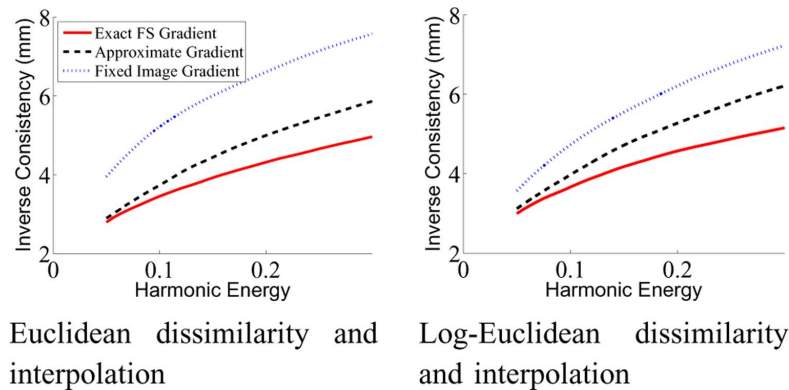 8
6
4
2
Inverse Consistency (mm)
Exact FS Gradient
Approximate Gradient
Fixed Image Gradient
0
0.1
0.2
Harmonic Energy
8
6
4
2
Inverse Consistency (mm)
0
0.1
0.2
Harmonic Energy
Euclidean dissimilarity and
interpolation
Log-Euclidean dissimilarity
and interpolation